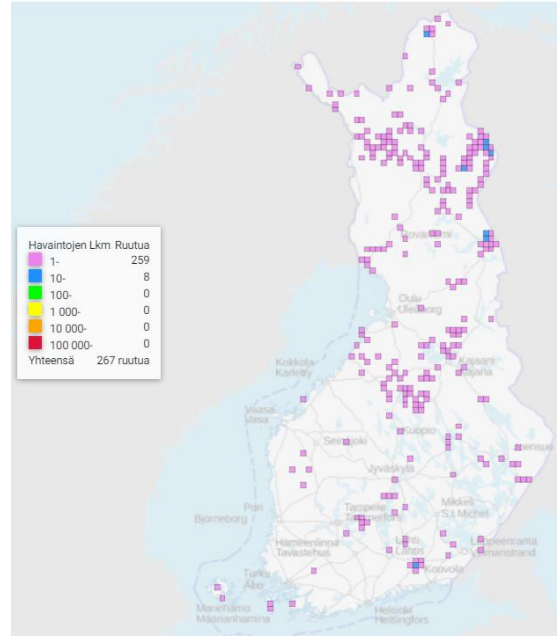 Rovaniemi
Oulu
Uleåborg
Havaintojen Lkm Ruutua
1- 259
10- 8
100- 0
1 000- 0
10 000- 0
100 000- 0
Yhteensä 267 ruutua
Kokkola
Karleby
Kajaani
Kajana
Vaasa
Vasa
Seinäjoki
Kuopio
Joensuu
Jyväskylä
Pori
Björneborg
Tampere
Tammerfors
Mikkeli
S:t Michel
Hämeenlinna
Tavastehus
Lahti
Lahtis
Lappeenranta
Villmanstrand
Kouvola
Turku
Åbo
Maarianhamina
Helsinki
Helsingfors